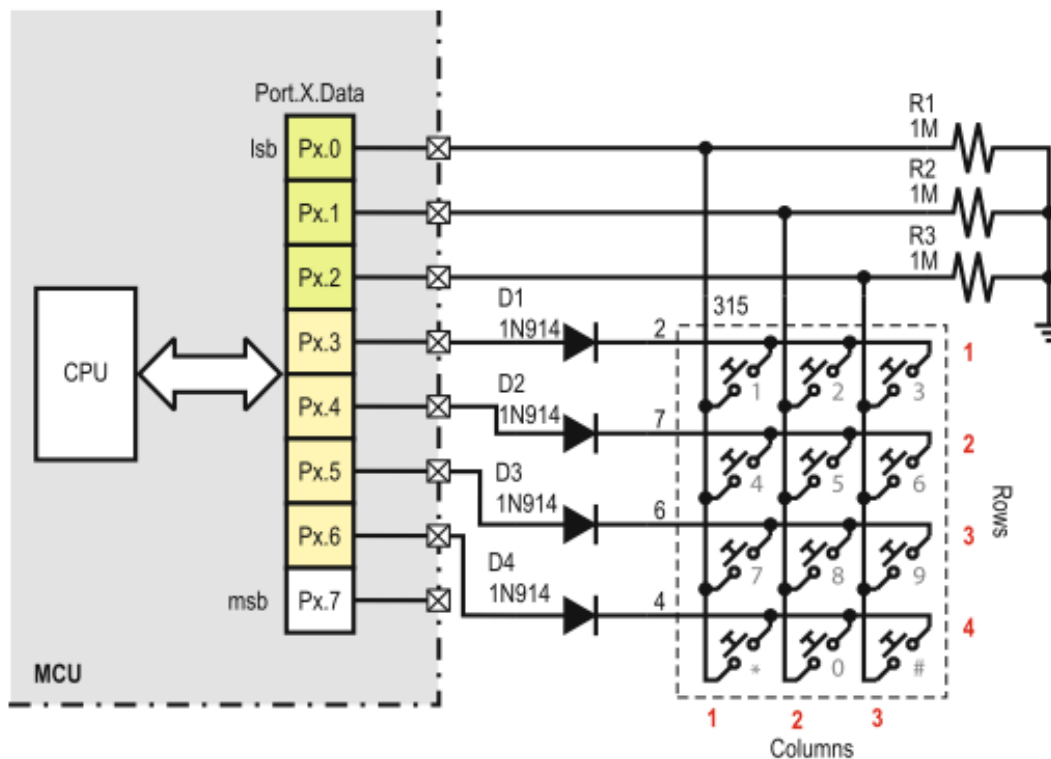 Port.X.Data
lsb
Px.0
Px.1
Px.2
Px.3
Px.4
Px.5
Px.6
msb
Px.7
CPU
MCU
R1
1M
R2
1M
R3
1M
D1
1N914
D2
1N914
D3
1N914
D4
1N914
315
2
7
6
4
1 2 3
4 5 6
7 8 9
* 0 #
1
2
3
4
Rows
1 2 3
Columns